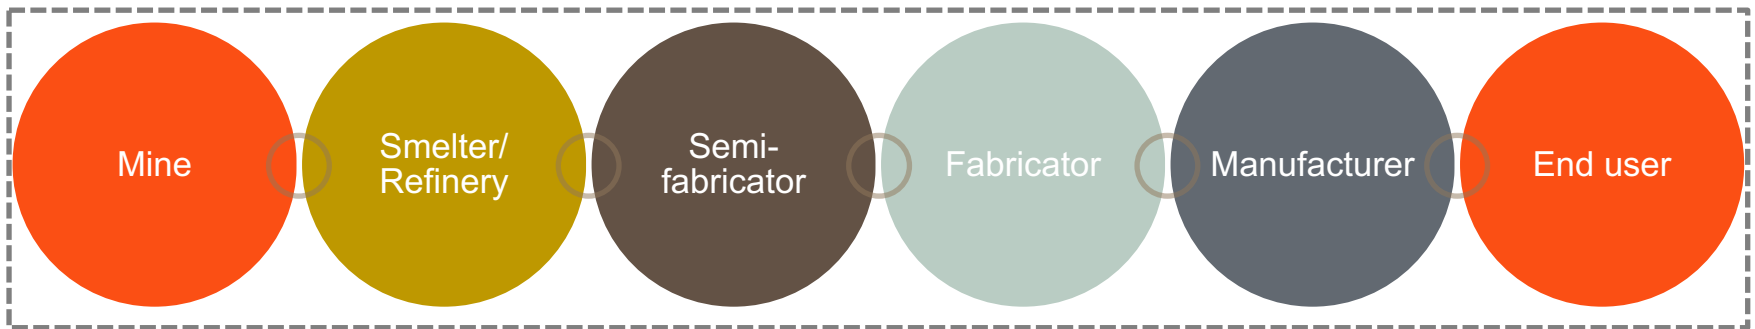 Mine
Smelter/
Refinery
Semi-
fabricator
Fabricator
Manufacturer
End user